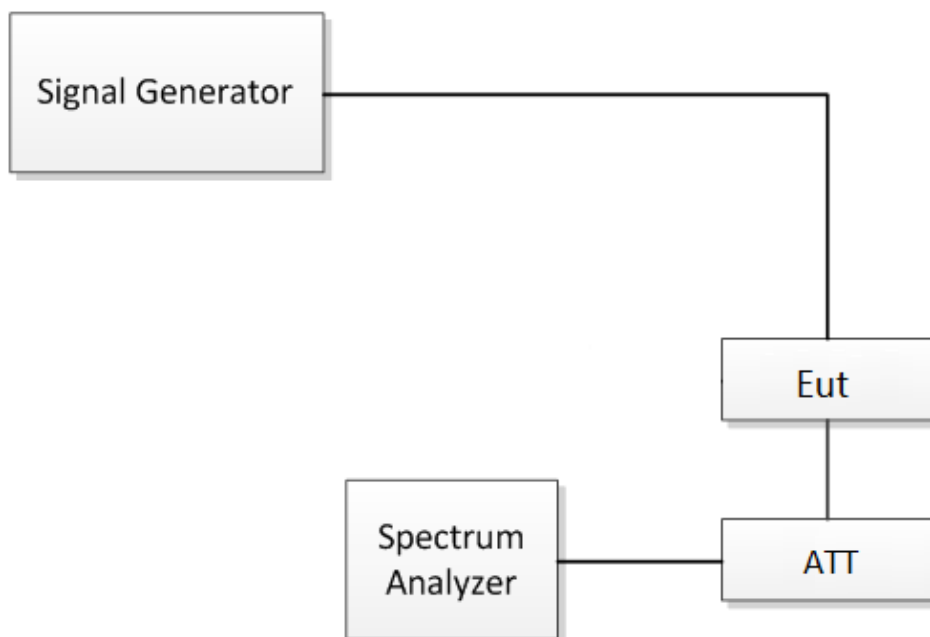 Signal Generator
Eut
Spectrum
Analyzer
ATT